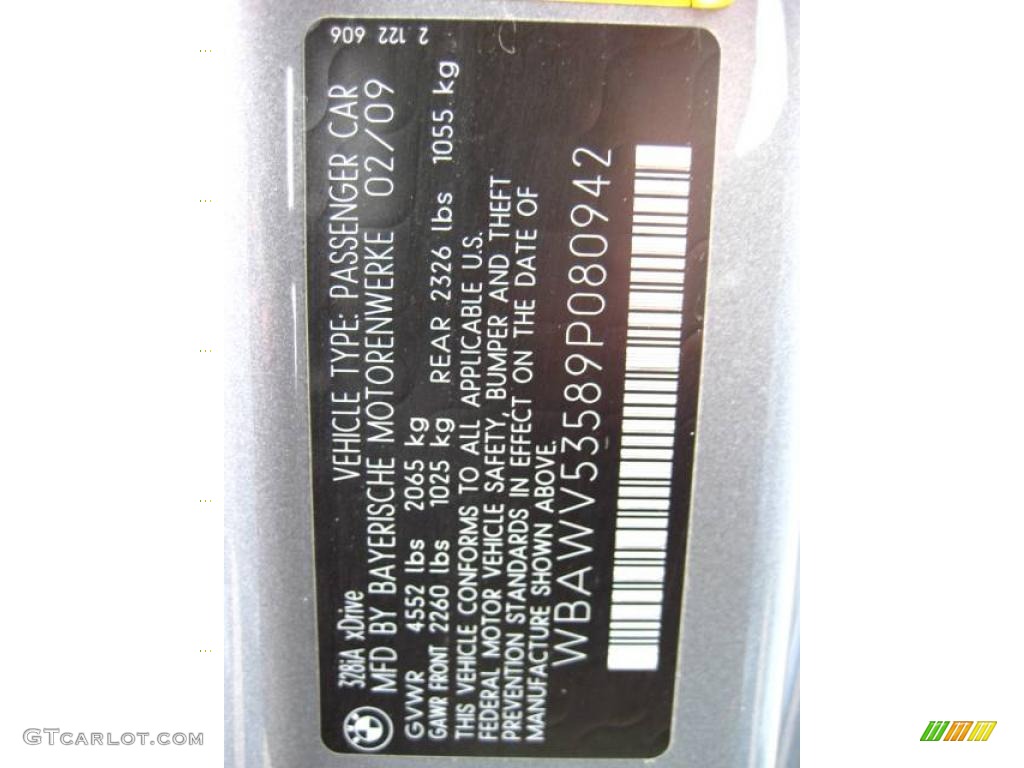 2 122 606
328iA xDrive VEHICLE TYPE: PASSENGER CAR
MFD BY BAYERISCHE MOTORENWERKE 02/09
GVWR 4552 lbs 2065 kg
GAWR FRONT 2260 lbs 1025 kg REAR 2326 lbs 1055 kg
THIS VEHICLE CONFORMS TO ALL APPLICABLE U.S.
FEDERAL MOTOR VEHICLE SAFETY, BUMPER AND THEFT
PREVENTION STANDARDS IN EFFECT ON THE DATE OF
MANUFACTURE SHOWN ABOVE.
WBAWV53589P080942
GTCARLOT.COM